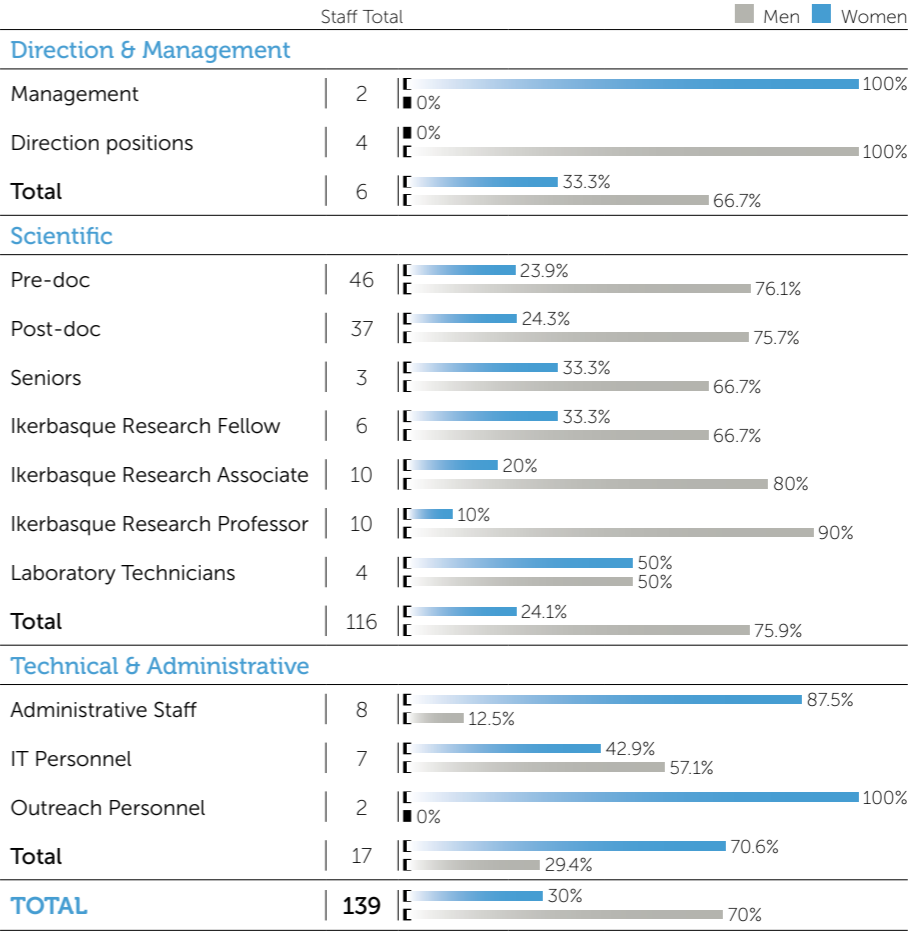 Staff Total Men Women
Direction & Management
100%
Management 2
0%
0%
Direction positions 4
100%
33.3%
Total 6
66.7%
Scientific
23.9%
Pre-doc 46
76.1%
24.3%
Post-doc 37
75.7%
33.3%
Seniors 3
66.7%
33.3%
Ikerbasque Research Fellow 6
66.7%
20%
Ikerbasque Research Associate 10
80%
10%
Ikerbasque Research Professor 10
90%
50%
Laboratory Technicians 4
50%
24.1%
Total 116
75.9%
Technical & Administrative
87.5%
Administrative Staff 8
12.5%
42.9%
IT Personnel 7
57.1%
100%
Outreach Personnel 2
0%
70.6%
Total 17
29.4%
30%
TOTAL 139
70%